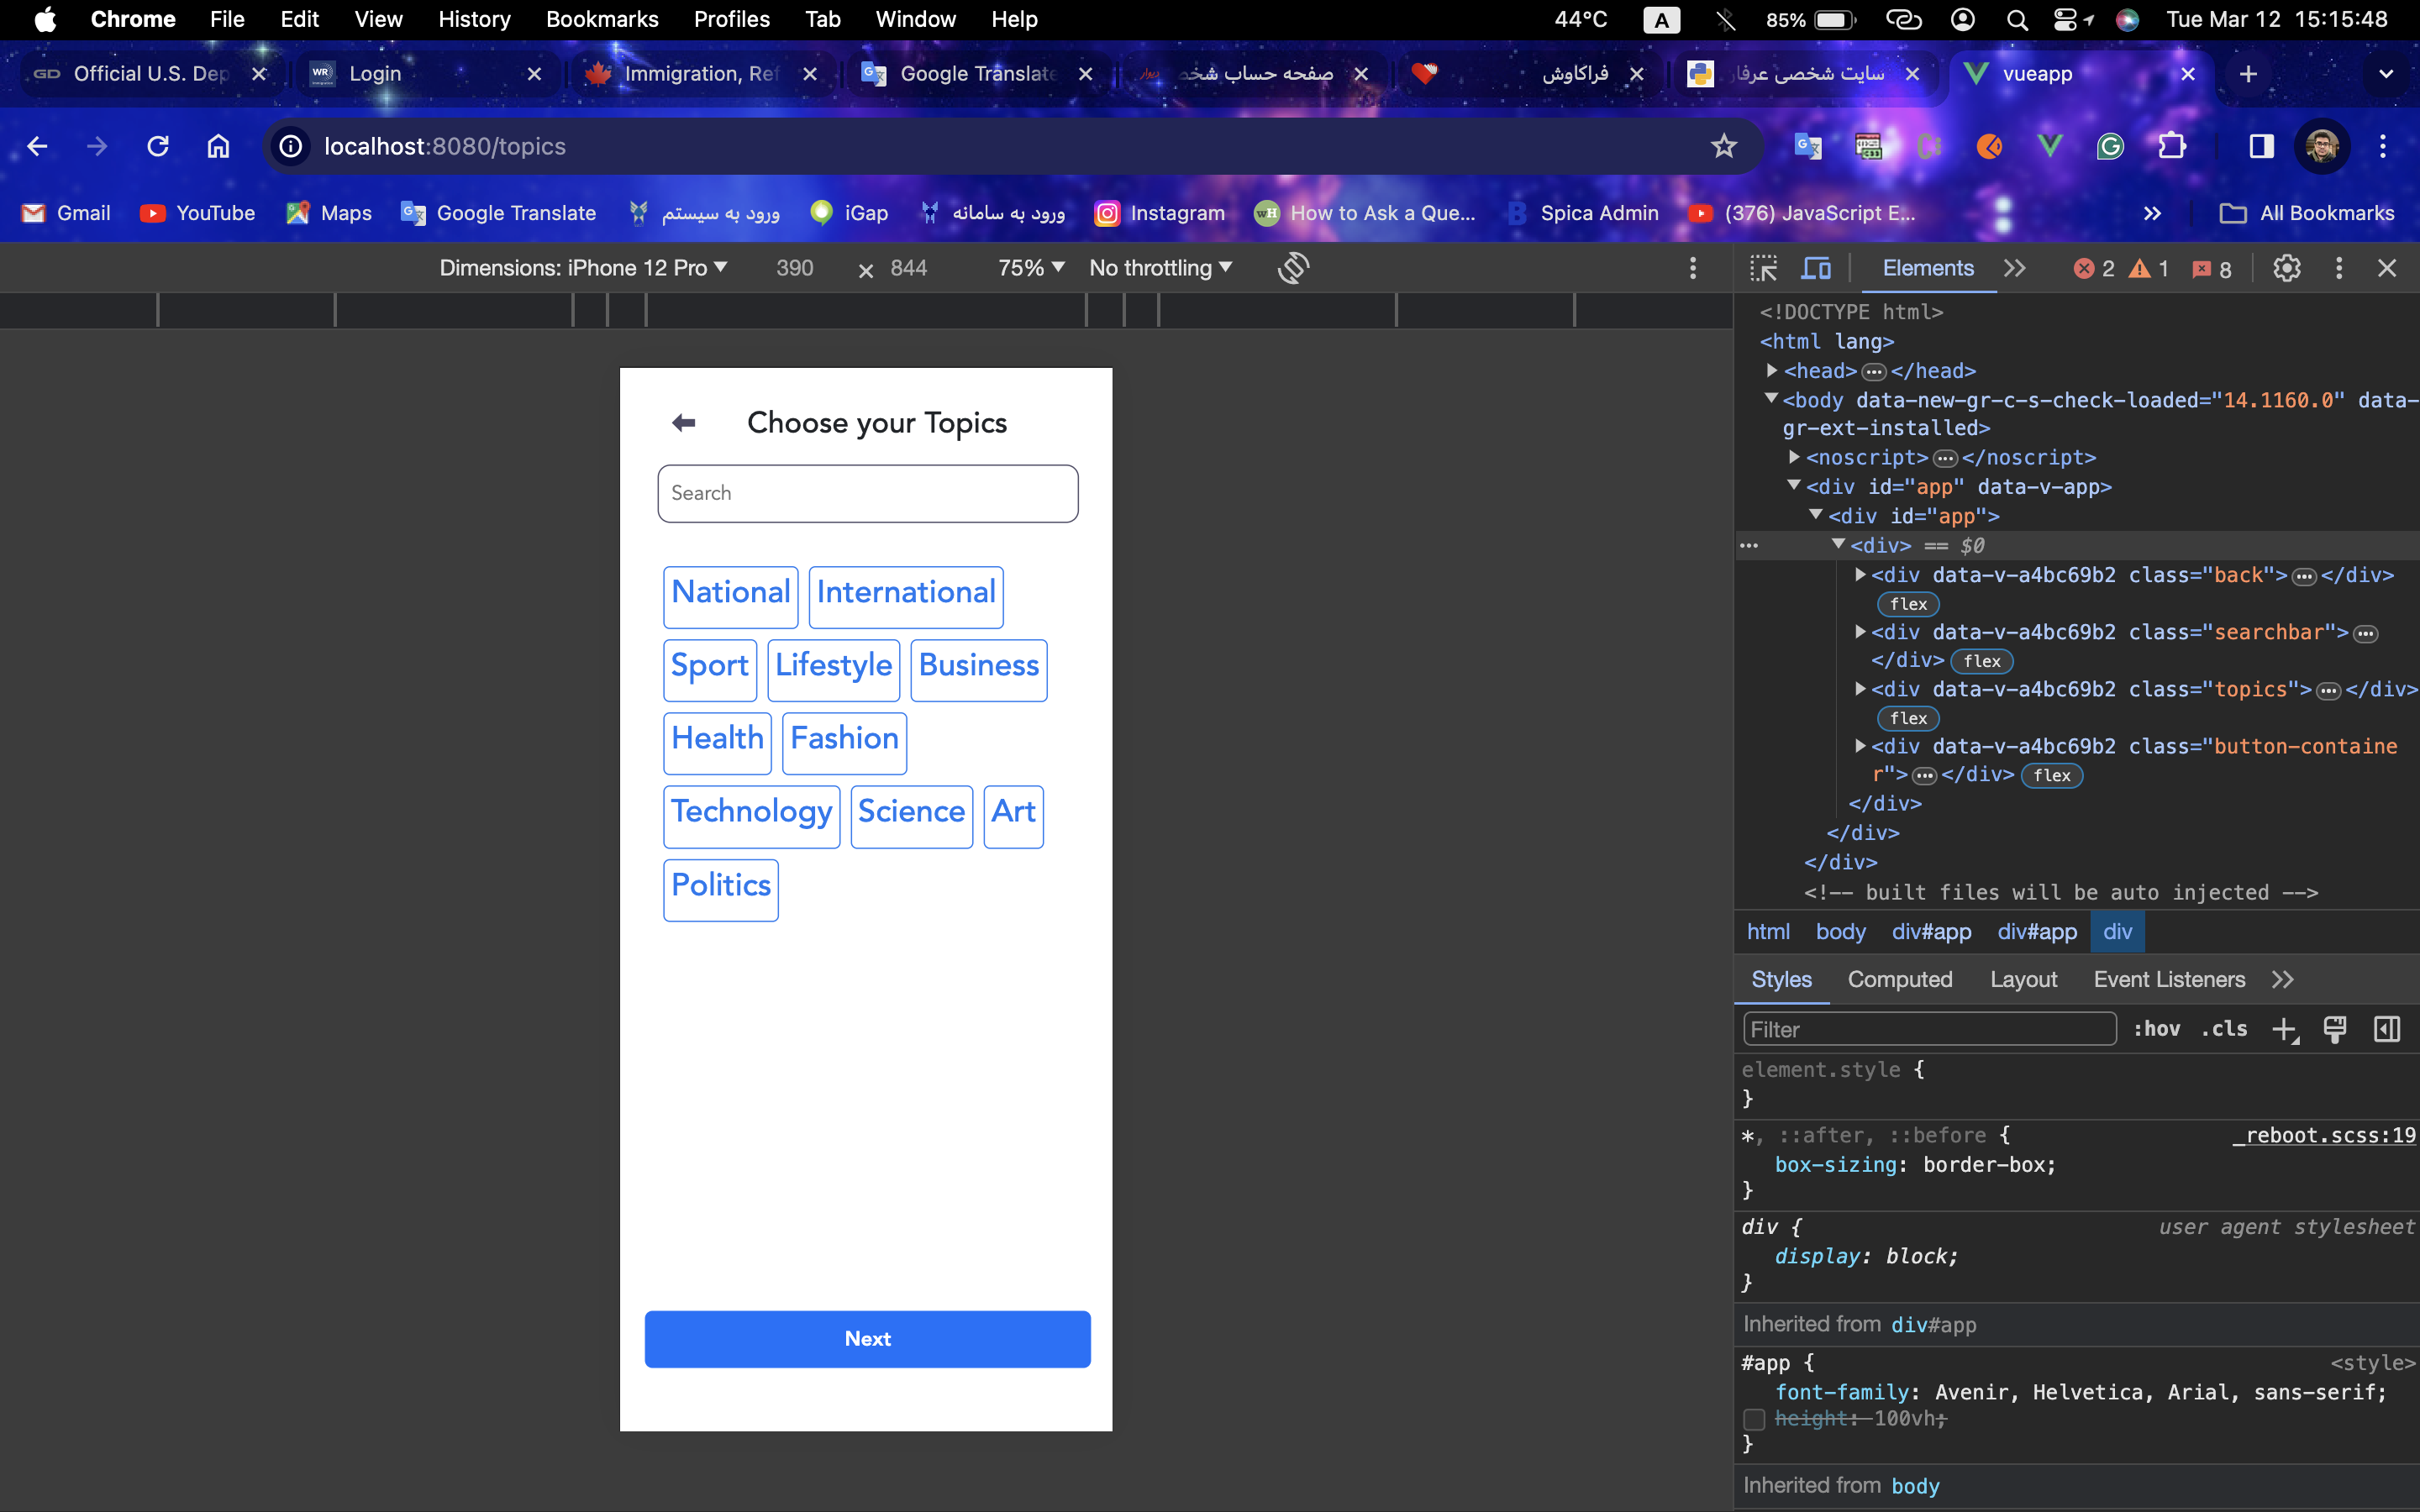 Chrome File Edit View History Bookmarks Profiles Tab Window Help 44°C A 85% Tue Mar 12 15:15:48
GD Official U.S. Dep WR Login Immigration, Ref Google Translate صفحه حساب شخصی فراکاوش سایت شخصی عرفان vueapp
localhost:8080/topics
Gmail YouTube Maps Google Translate ورود به سیستم iGap ورود به سامانه Instagram wH How to Ask a Que... B Spica Admin (376) JavaScript E... All Bookmarks
Dimensions: iPhone 12 Pro 390 × 844 75% No throttling Elements 2 1 8
Choose your Topics
Search
National International
Sport Lifestyle Business
Health Fashion
Technology Science Art
Politics
Next
<!DOCTYPE html>
<html lang>
<head> ••• </head>
<body data-new-gr-c-s-check-loaded="14.1160.0" data-
gr-ext-installed>
<noscript> ••• </noscript>
<div id="app" data-v-app>
<div id="app">
••• <div> == $0
<div data-v-a4bc69b2 class="back"> ••• </div>
flex
<div data-v-a4bc69b2 class="searchbar"> •••
</div> flex
<div data-v-a4bc69b2 class="topics"> ••• </div>
flex
<div data-v-a4bc69b2 class="button-containe
r"> ••• </div> flex
</div>
</div>
</div>
<!-- built files will be auto injected -->
html body div#app div#app div
Styles Computed Layout Event Listeners
Filter :hov .cls
element.style {
}
*, ::after, ::before { _reboot.scss:19
box-sizing: border-box;
}
div { user agent stylesheet
display: block;
}
Inherited from div#app
#app { <style>
font-family: Avenir, Helvetica, Arial, sans-serif;
height: 100vh;
}
Inherited from body